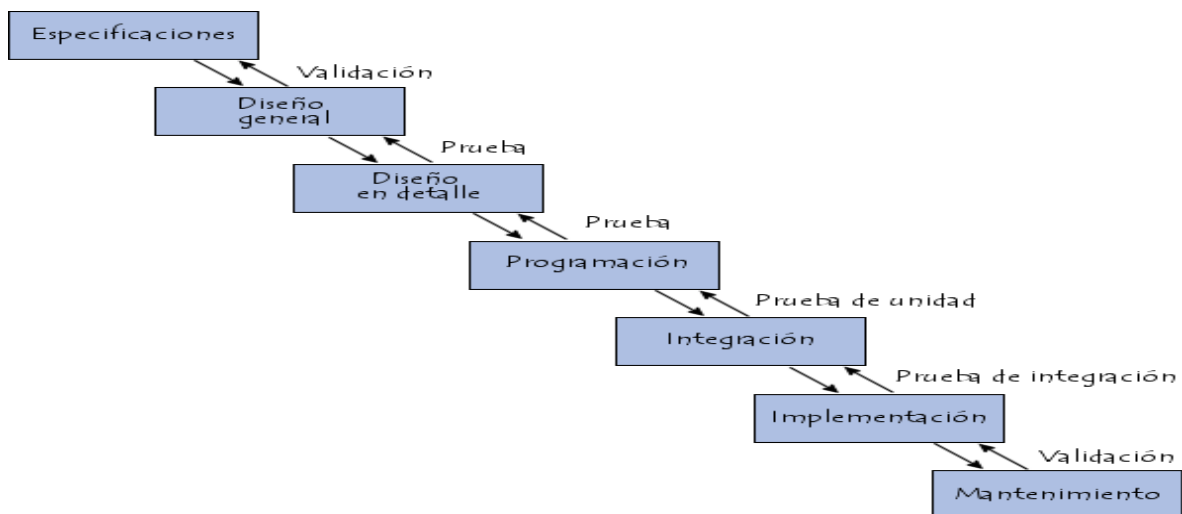 Especificaciones
Validación
Diseño
general
Prueba
Diseño
en detalle
Prueba
Programación
Prueba de unidad
Integración
Prueba de integración
Implementación
Validación
Mantenimiento